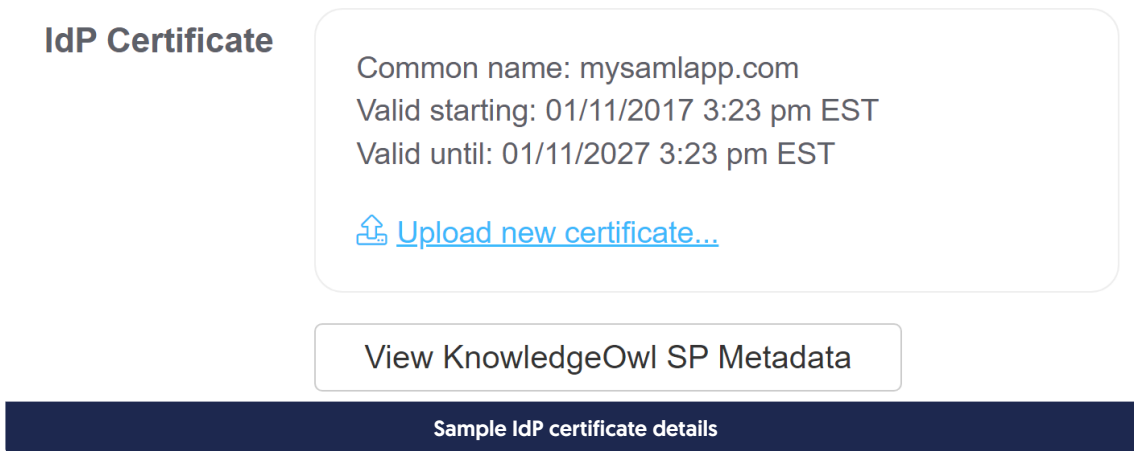 IdP Certificate
Common name: mysamlapp.com
Valid starting: 01/11/2017 3:23 pm EST
Valid until: 01/11/2027 3:23 pm EST
Upload new certificate...
View KnowledgeOwl SP Metadata
Sample IdP certificate details